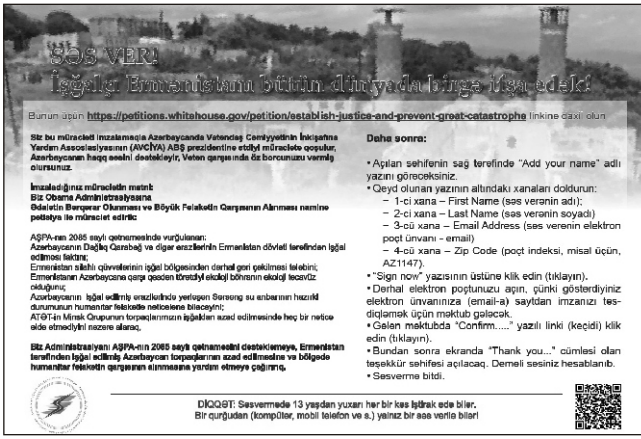 SƏS VER!
İşğalçı Ermənistanı bütün dünyada birgə ifşa edək!
Bunun üçün https://petitions.whitehouse.gov/petition/establish-justice-and-prevent-great-catastrophe linkinə daxil olun
Siz bu müraciəti imzalamaqla Azərbaycanda Vətəndaş Cəmiyyətinin İnkişafına
Yardım Assosiasiyasının (AVCİYA) ABŞ prezidentinə etdiyi müraciətə qoşulur,
Azərbaycanın haqq səsini dəstəkləyir, Vətən qarşısında öz borcunuzu vermiş
olursunuz.
İmzaladığınız müraciətin mətni:
Biz Obama Administrasiyasına
Ədalətin Bərqərar Olunması və Böyük Fəlakətin Qarşısının Alınması naminə
petisiya ilə müraciət edirik:
AŞPA-nın 2085 saylı qətnaməsində vurğulanan:
Azərbaycanın Dağlıq Qarabağ və digər ərazilərinin Ermənistan dövləti tərəfindən işğal
edilməsi faktını;
Ermənistan silahlı qüvvələrinin işğal bölgəsindən dərhal geri çəkilməsi tələbini;
Ermənistanın Azərbaycana qarşı qəsdən törətdiyi ekoloji böhranın ekoloji təcavüz
olduğunu;
Azərbaycanın işğal edilmiş ərazilərində yerləşən Sərsəng su anbarının hazırki
durumunun humanitar fəlakətlə nəticələnə biləcəyini;
ATƏT-in Minsk Qrupunun torpaqlarımızın işğaldan azad edilməsində heç bir nəticə
əldə etmədyini nəzərə alaraq,
Biz Administrasiyanı AŞPA-nın 2085 saylı qətnaməsini dəstəkləməyə, Ermənistan
tərəfindən işğal edilmiş Azərbaycan torpaqlarının azad edilməsinə və bölgədə
humanitar fəlakətin qarşısının alınmasına yardım etməyə çağırırıq.
Daha sonra:
• Açılan səhifənin sağ tərəfində "Add your name" adlı
yazını görəcəksiniz.
• Qeyd olunan yazının altındakı xanaları doldurun:
– 1-ci xana – First Name (səs verənin adı);
– 2-ci xana – Last Name (səs verənin soyadı)
– 3-cü xana – Email Address (səs verənin elektron
poçt ünvanı - email)
– 4-cü xana – Zip Code (poçt indeksi, misal üçün,
AZ1147).
• "Sign now" yazısının üstünə klik edin (tıklayın).
• Dərhal elektron poçtunuzu açın, çünki göstərdiyiniz
elektron ünvanınıza (email-a) saytdan imzanızı təs-
diqləmək üçün məktub gələcək.
• Gələn məktubda "Confirm....." yazılı linki (keçidi) klik
edin (tıklayın).
• Bundan sonra ekranda "Thank you..." cümləsi olan
təşəkkür səhifəsi açılacaq. Deməli səsiniz hesablanıb.
• Səsvermə bitdi.
DİQQƏT: Səsvermədə 13 yaşdan yuxarı hər bir kəs iştirak edə bilər.
Bir qurğudan (kompüter, mobil telefon və s.) yalnız bir səs verilə bilər!